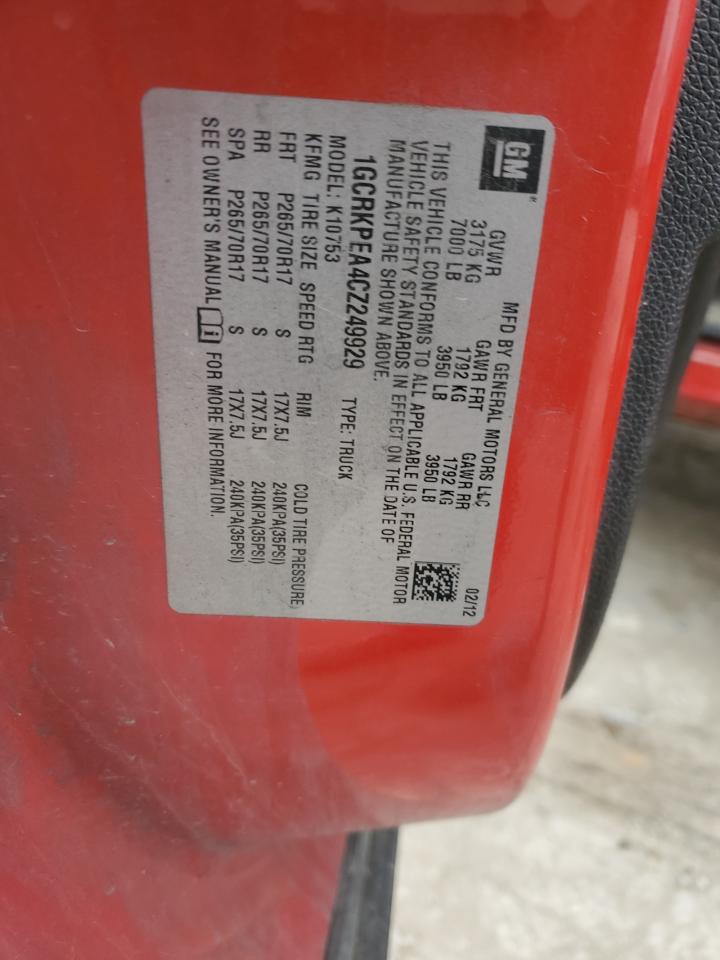 GM
MFD BY GENERAL MOTORS LLC
02/12
GVWR GAWR FRT GAWR RR
3175 KG 1792 KG 1792 KG
7000 LB 3950 LB 3950 LB
THIS VEHICLE CONFORMS TO ALL APPLICABLE U.S. FEDERAL MOTOR
VEHICLE SAFETY STANDARDS IN EFFECT ON THE DATE OF
MANUFACTURE SHOWN ABOVE.
1GCRKPEA4CZ249929 TYPE: TRUCK
MODEL: K10753
KFMG TIRE SIZE SPEED RTG RIM COLD TIRE PRESSURE
FRT P265/70R17 S 17X7.5J 240KPA(35PSI)
RR P265/70R17 S 17X7.5J 240KPA(35PSI)
SPA P265/70R17 S 17X7.5J 240KPA(35PSI)
SEE OWNER'S MANUAL i FOR MORE INFORMATION.